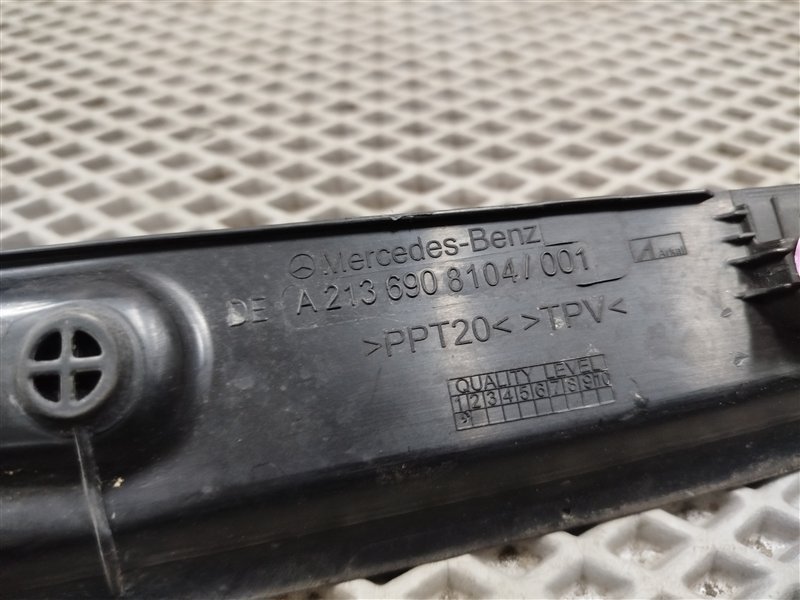 Mercedes-Benz
DE A 213 690 8104/001
>PPT20< >TPV<
QUALITY LEVEL
1 2 3 4 5 6 7 8 9 10